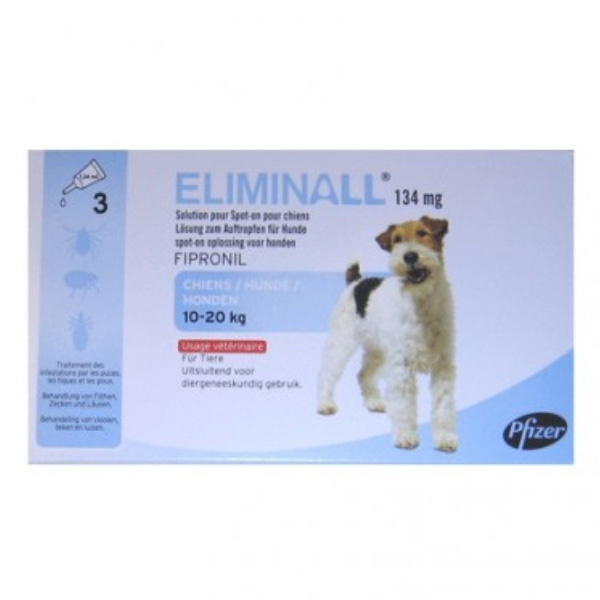 1.34 ml
3
ELIMINALL® 134 mg
Solution pour Spot-on pour chiens
Lösung zum Auftropfen für Hunde
spot-on oplossing voor honden
FIPRONIL
CHIENS / HUNDE /
HONDEN
10-20 kg
Usage vétérinaire
Für Tiere
Uitsluitend voor
diergeneeskundig gebruik.
Traitement des
infestations par les puces,
les tiques et les poux.
Behandlung von Flöhen,
Zecken und Läusen.
Behandeling van vlooien,
teken en luizen.
Pfizer